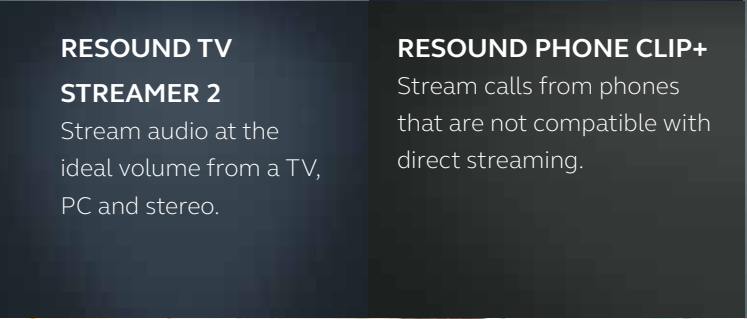 RESOUND TV
STREAMER 2
Stream audio at the
ideal volume from a TV,
PC and stereo.
RESOUND PHONE CLIP+
Stream calls from phones
that are not compatible with
direct streaming.